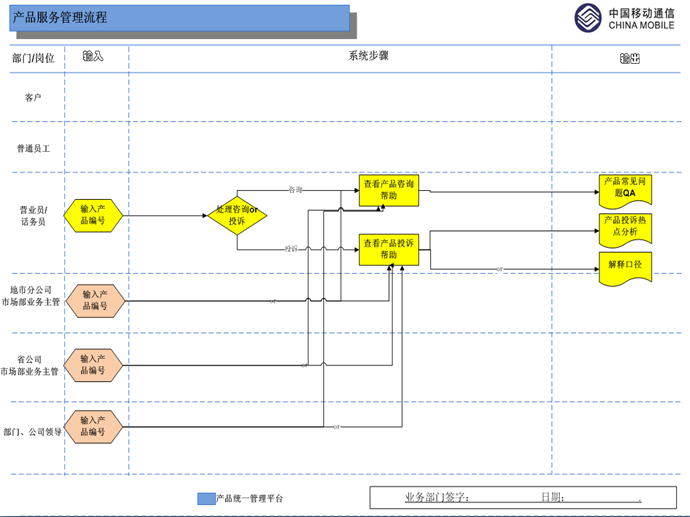 产品服务管理流程
中国移动通信
CHINA MOBILE
部门/岗位
输入
系统步骤
输出
客户
普通员工
营业员/
话务员
输入产
品编号
处理咨询or
投诉
咨询
投诉
查看产品咨询
帮助
查看产品投诉
帮助
产品常见问
题QA
产品投诉热
点分析
or
解释口径
地市分公司
市场部业务主管
输入产
品编号
or
省公司
市场部业务主管
输入产
品编号
or
部门、公司领导
输入产
品编号
or
产品统一管理平台
业务部门签字： 日期： .